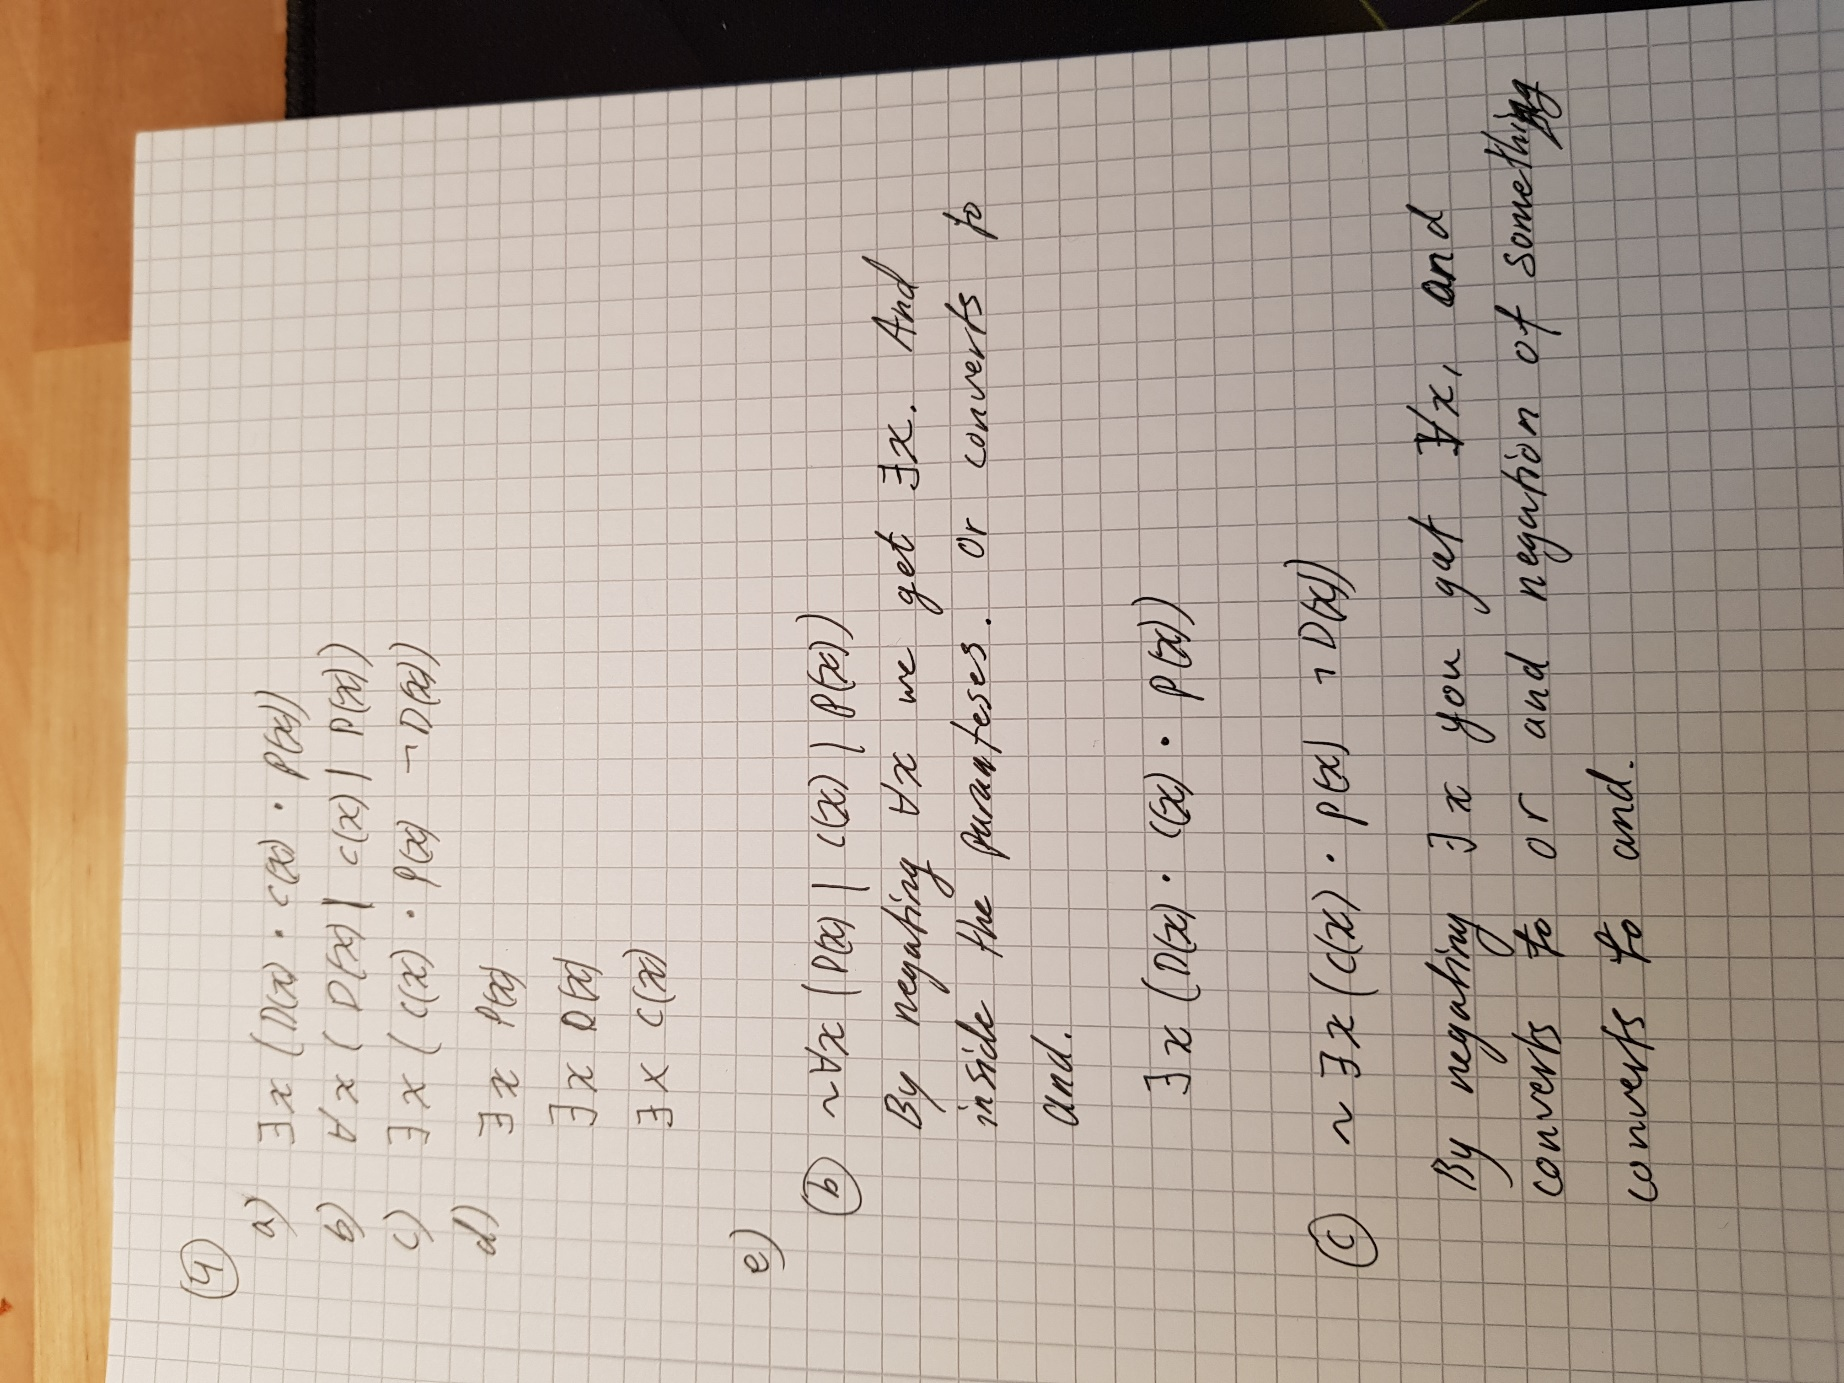 4
a) ∃x (D(x) · C(x) · P(x))
b) ∀x ( D(x) | C(x) | P(x))
c) ∃x ( C(x) · P(x) ¬ D(x))
d) ∃x P(x)
∃x D(x)
∃x C(x)
e)
b ~∀x (P(x) | C(x) | P(x))
By negating ∀x we get ∃x. And
inside the paranteses. Or converts to
and.
∃x (D(x) · C(x) · P(x))
c ~ ∃x (C(x) · P(x) ¬ D(x))
By negating ∃x you get ∀x, and
converts to or and negation of something
converts to and.